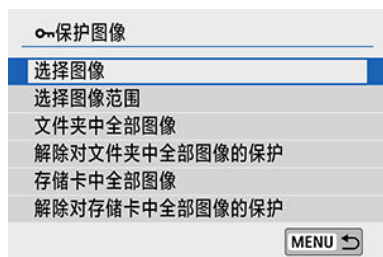 保护图像
选择图像
选择图像范围
文件夹中全部图像
解除对文件夹中全部图像的保护
存储卡中全部图像
解除对存储卡中全部图像的保护
MENU